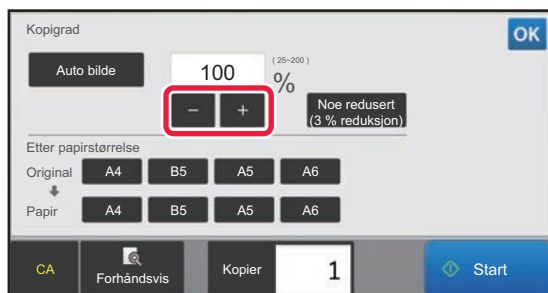 Kopigrad
OK
Auto bilde
100
(25~200)
%
− +
Noe redusert
(3 % reduksjon)
Etter papirstørrelse
Original A4 B5 A5 A6
Papir A4 B5 A5 A6
CA
Forhåndsvis
Kopier
1
Start